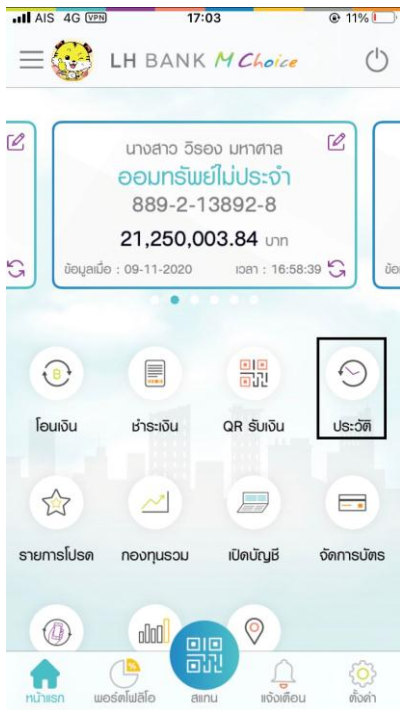 AIS 4G VPN 17:03 11%
LH BANK M Choice
นางสาว วิรอง มหาศาล
ออมทรัพย์ไม่ประจำ
889-2-13892-8
21,250,003.84 บาท
ข้อมูลเมื่อ : 09-11-2020 เวลา : 16:58:39
โอนเงิน ชำระเงิน QR รับเงิน ประวัติ
รายการโปรด กองทุนรวม เปิดบัญชี จัดการบัตร
หน้าแรก พอร์ตโฟลิโอ สแกน แจ้งเตือน ตั้งค่า